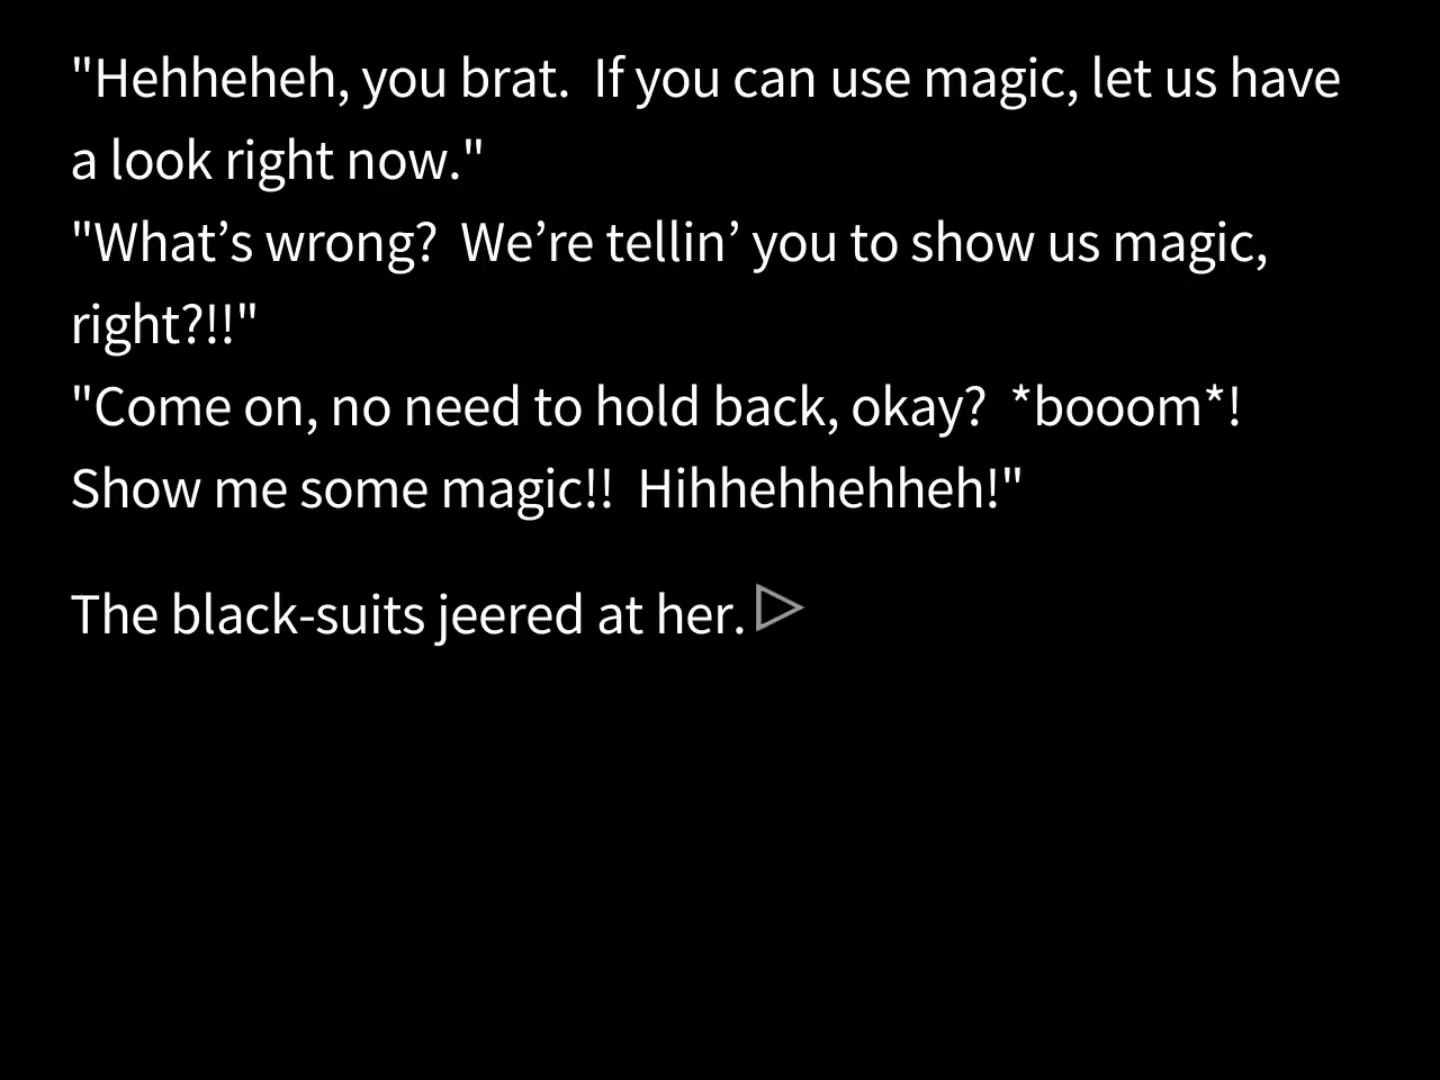 "Hehheheh, you brat.  If you can use magic, let us have
a look right now."
"What’s wrong?  We’re tellin’ you to show us magic,
right?!!"
"Come on, no need to hold back, okay?  *booom*!
Show me some magic!!  Hihhehhehheh!"
The black-suits jeered at her.